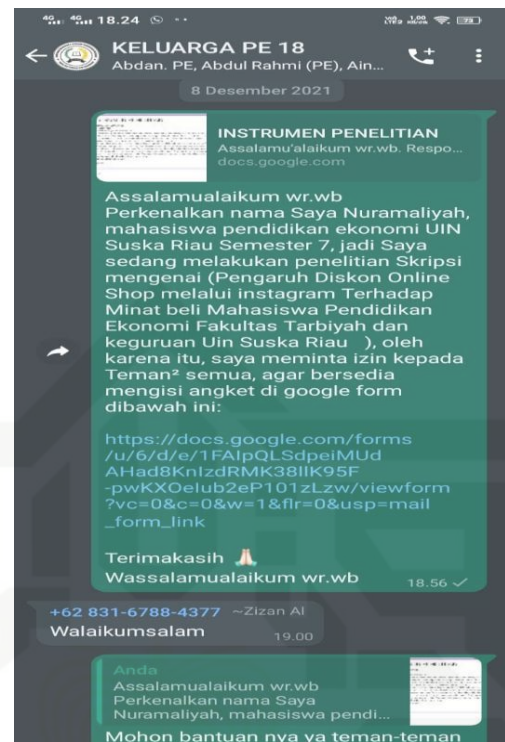 18.24
KELUARGA PE 18
Abdan. PE, Abdul Rahmi (PE), Ain...
8 Desember 2021
INSTRUMEN PENELITIAN
Assalamu'alaikum wr.wb. Respo...
docs.google.com
Assalamualaikum wr.wb
Perkenalkan nama Saya Nuramaliyah,
mahasiswa pendidikan ekonomi UIN
Suska Riau Semester 7, jadi Saya
sedang melakukan penelitian Skripsi
mengenai (Pengaruh Diskon Online
Shop melalui instagram Terhadap
Minat beli Mahasiswa Pendidikan
Ekonomi Fakultas Tarbiyah dan
keguruan Uin Suska Riau ), oleh
karena itu, saya meminta izin kepada
Teman² semua, agar bersedia
mengisi angket di google form
dibawah ini:
https://docs.google.com/forms
/u/6/d/e/1FAIpQLSdpeiMUd
AHad8KnIzdRMK38IIK95F
-pwKXOeIub2eP101zLzw/viewform
?vc=0&c=0&w=1&flr=0&usp=mail
_form_link
Terimakasih 🙏🏻
Wassalamualaikum wr.wb
18.56 ✓
+62 831-6788-4377 ~Zizan Al
Walaikumsalam
19.00
Anda
Assalamualaikum wr.wb
Perkenalkan nama Saya
Nuramaliyah, mahasiswa pendi...
Mohon bantuan nya ya teman-teman